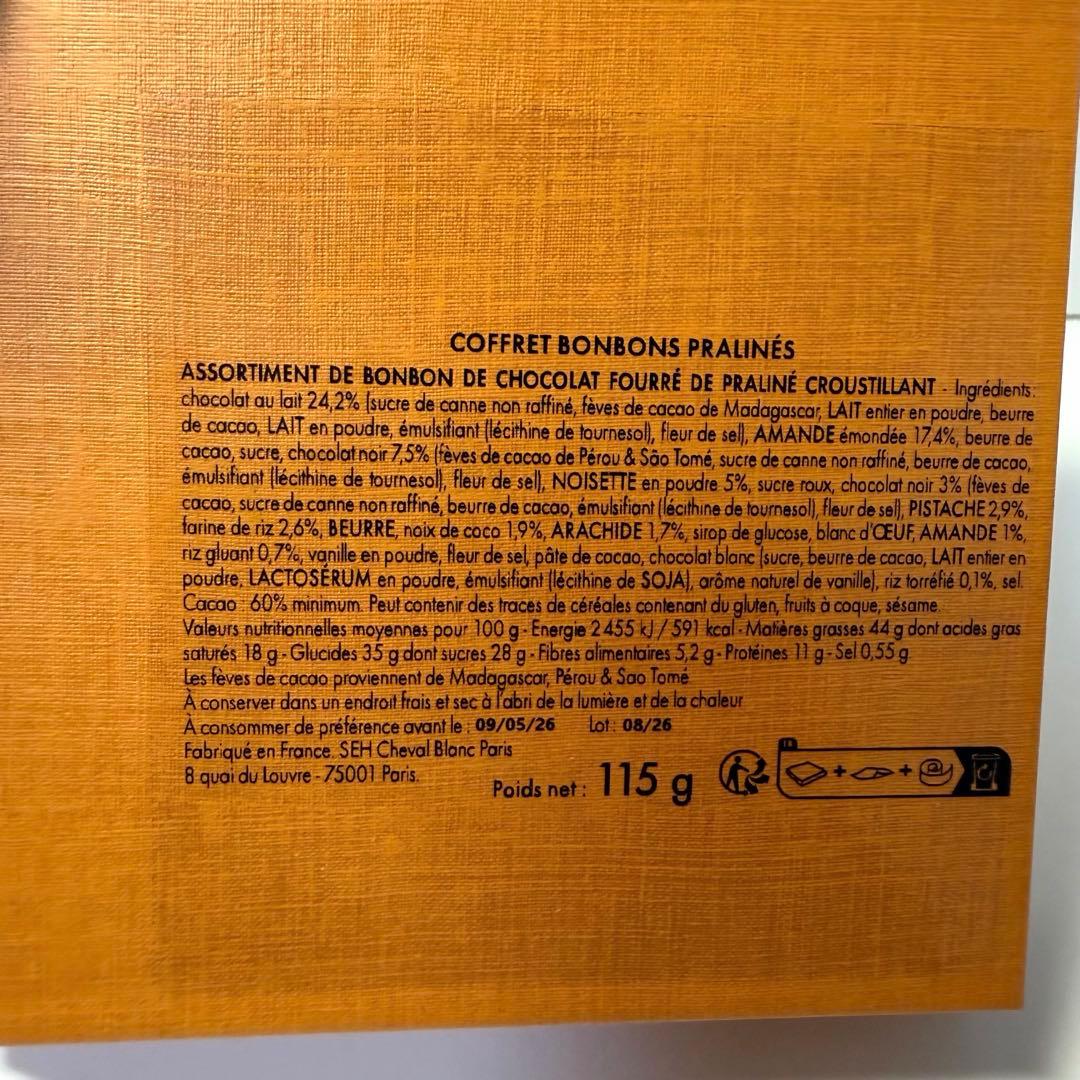 COFFRET BONBONS PRALINÉS
ASSORTIMENT DE BONBON DE CHOCOLAT FOURRÉ DE PRALINÉ CROUSTILLANT - Ingrédients:
chocolat au lait 24,2% (sucre de canne non raffiné, fèves de cacao de Madagascar, LAIT entier en poudre, beurre
de cacao, LAIT en poudre, émulsifiant (lécithine de tournesol), fleur de sel), AMANDE émondée 17,4%, beurre de
cacao, sucre, chocolat noir 7,5% (fèves de cacao de Pérou & São Tomé, sucre de canne non raffiné, beurre de cacao,
émulsifiant (lécithine de tournesol), fleur de sel), NOISETTE en poudre 5%, sucre roux, chocolat noir 3% (fèves de
cacao, sucre de canne non raffiné, beurre de cacao, émulsifiant (lécithine de tournesol), fleur de sel), PISTACHE 2,9%,
farine de riz 2,6%, BEURRE, noix de coco 1,9%, ARACHIDE 1,7%, sirop de glucose, blanc d'ŒUF, AMANDE 1%,
riz gluant 0,7%, vanille en poudre, fleur de sel, pâte de cacao, chocolat blanc (sucre, beurre de cacao, LAIT entier en
poudre, LACTOSÉRUM en poudre, émulsifiant (lécithine de SOJA), arôme naturel de vanille), riz torréfié 0,1%, sel.
Cacao : 60% minimum. Peut contenir des traces de céréales contenant du gluten, fruits à coque, sésame.
Valeurs nutritionnelles moyennes pour 100 g - Energie 2 455 kJ / 591 kcal - Matières grasses 44 g dont acides gras
saturés 18 g - Glucides 35 g dont sucres 28 g - Fibres alimentaires 5,2 g - Protéines 11 g - Sel 0,55 g
Les fèves de cacao proviennent de Madagascar, Pérou & Sao Tomé
À conserver dans un endroit frais et sec à l'abri de la lumière et de la chaleur
À consommer de préférence avant le : 09/05/26 Lot : 08/26
Fabriqué en France. SEH Cheval Blanc Paris
8 quai du Louvre - 75001 Paris.
Poids net : 115 g